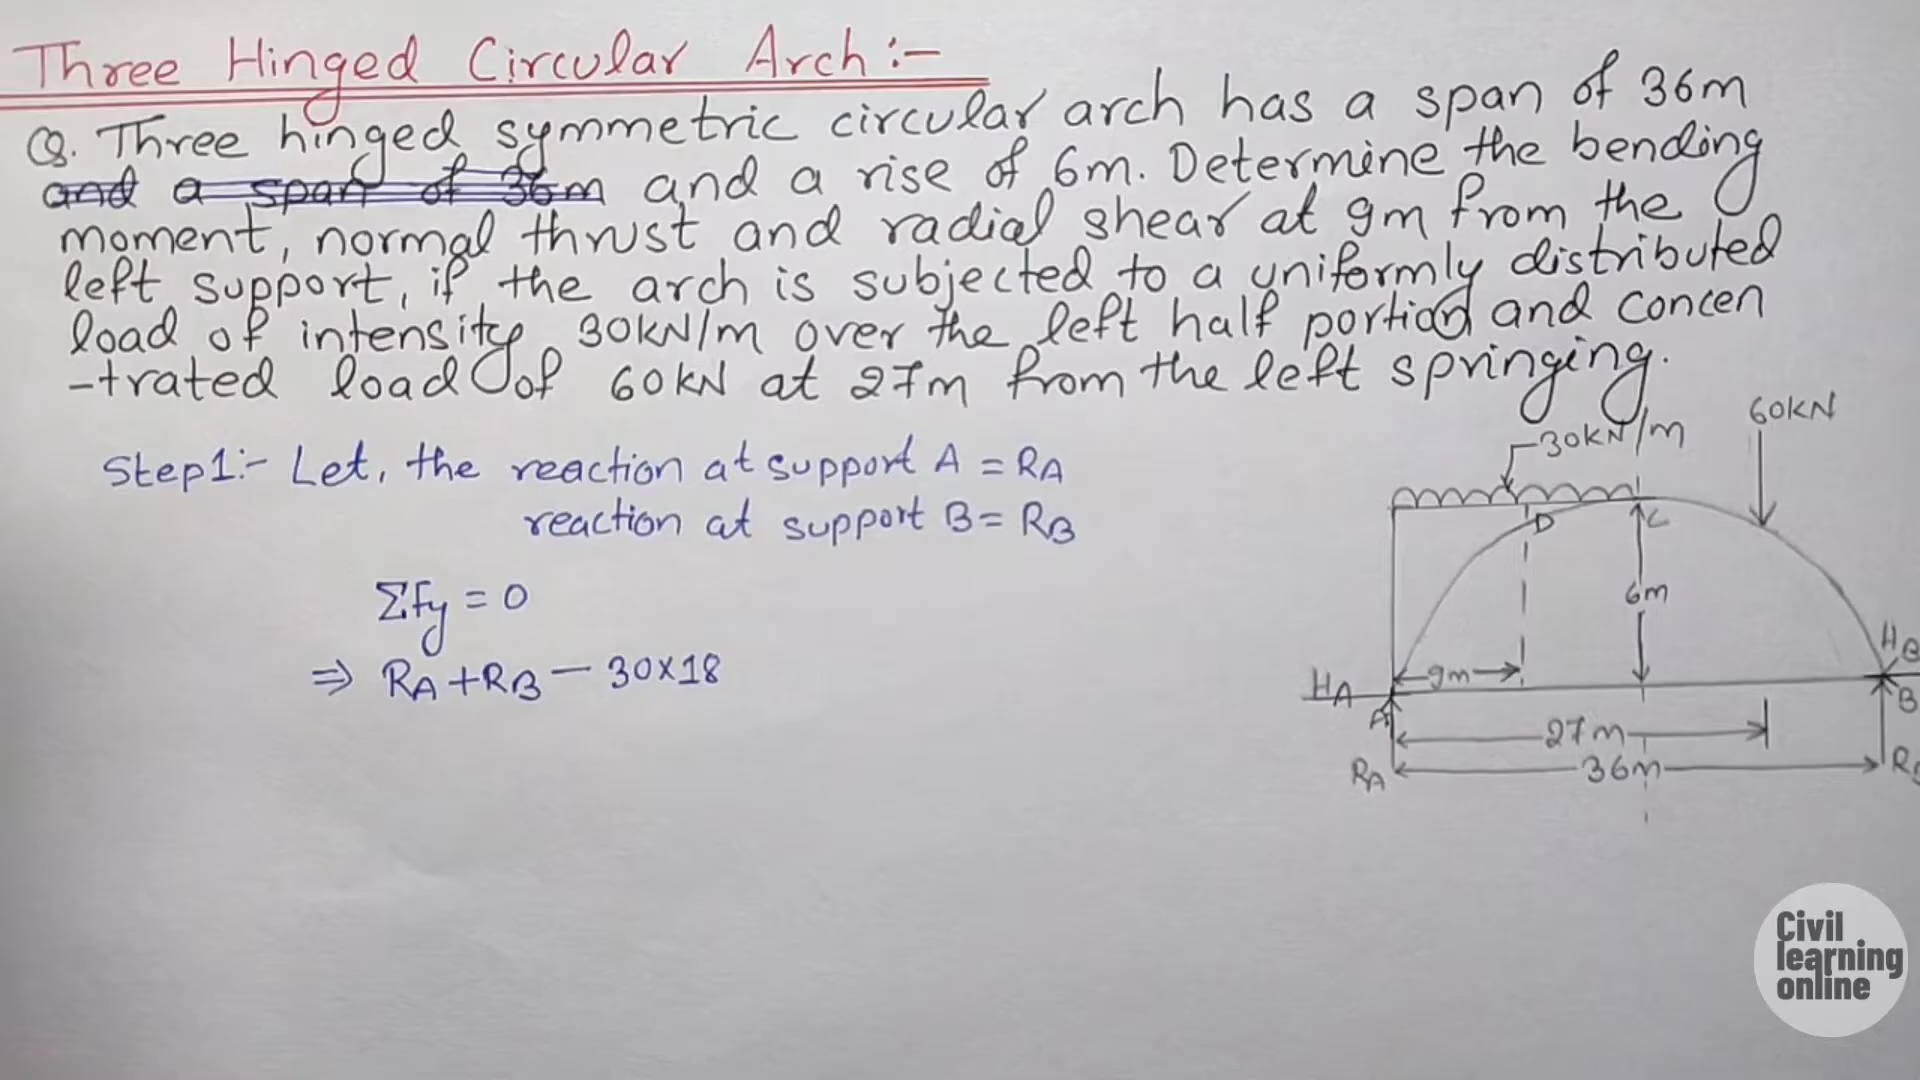 Three Hinged Circular Arch:-
Q. Three hinged symmetric circular arch has a span of 36m
and a span of 36m and a rise of 6m. Determine the bending
moment, normal thrust and radial shear at 9m from the
left support, if the arch is subjected to a uniformly distributed
load of intensity 30kN/m over the left half portion and concen
-trated load of 60kN at 27m from the left springing.
Step1:- Let, the reaction at support A = RA
reaction at support B = RB
ΣFy = 0
⇒ RA+RB - 30x18
60kN
30kN/m
D
C
6m
HA
9m
HB
A
B
27m
RA
36m
Civil
learning
online